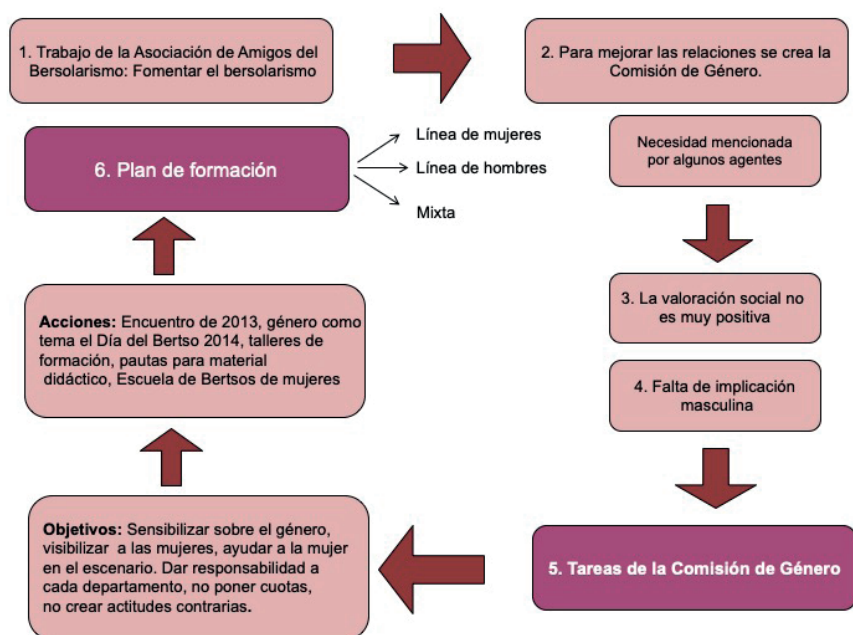 1. Trabajo de la Asociación de Amigos del
Bersolarismo: Fomentar el bersolarismo
2. Para mejorar las relaciones se crea la
Comisión de Género.
Necesidad mencionada
por algunos agentes
3. La valoración social no
es muy positiva
4. Falta de implicación
masculina
5. Tareas de la Comisión de Género
Objetivos: Sensibilizar sobre el género,
visibilizar a las mujeres, ayudar a la mujer
en el escenario. Dar responsabilidad a
cada departamento, no poner cuotas,
no crear actitudes contrarias.
Acciones: Encuentro de 2013, género como
tema el Día del Bertso 2014, talleres de
formación, pautas para material
didáctico, Escuela de Bertsos de mujeres
6. Plan de formación
Línea de mujeres
Línea de hombres
Mixta